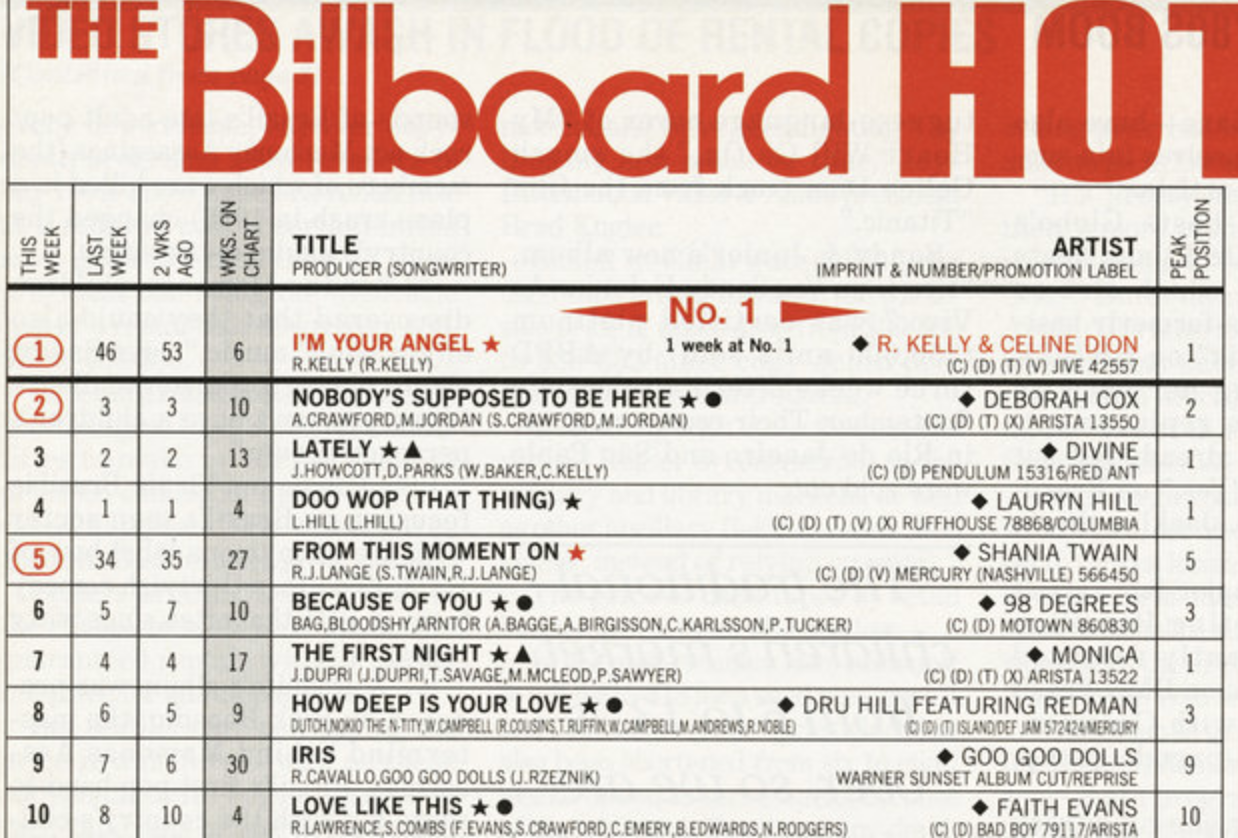 THE
Billboard HOT
THIS WEEK LAST WEEK 2 WKS AGO WKS. ON CHART TITLE ARTIST PEAK POSITION
PRODUCER (SONGWRITER) IMPRINT & NUMBER/PROMOTION LABEL
No. 1
1 46 53 6 I'M YOUR ANGEL ★ 1 week at No. 1 ◆ R. KELLY & CELINE DION 1
R.KELLY (R.KELLY) (C) (D) (T) (V) JIVE 42557
2 3 3 10 NOBODY'S SUPPOSED TO BE HERE ★ ● ◆ DEBORAH COX 2
A.CRAWFORD,M.JORDAN (S.CRAWFORD,M.JORDAN) (C) (D) (T) (X) ARISTA 13550
3 2 2 13 LATELY ★ ▲ ◆ DIVINE 1
J.HOWCOTT,D.PARKS (W.BAKER,C.KELLY) (C) (D) PENDULUM 15316/RED ANT
4 1 1 4 DOO WOP (THAT THING) ★ ◆ LAURYN HILL 1
L.HILL (L.HILL) (C) (D) (T) (V) (X) RUFFHOUSE 78868/COLUMBIA
5 34 35 27 FROM THIS MOMENT ON ★ ◆ SHANIA TWAIN 5
R.J.LANGE (S.TWAIN,R.J.LANGE) (C) (D) (V) MERCURY (NASHVILLE) 566450
6 5 7 10 BECAUSE OF YOU ★ ● ◆ 98 DEGREES 3
BAG,BLOODSHY,ARNTOR (A.BAGGE,A.BIRGISSON,C.KARLSSON,P.TUCKER) (C) (D) MOTOWN 860830
7 4 4 17 THE FIRST NIGHT ★ ▲ ◆ MONICA 1
J.DUPRI (J.DUPRI,T.SAVAGE,M.MCLEOD,P.SAWYER) (C) (D) (T) (X) ARISTA 13522
8 6 5 9 HOW DEEP IS YOUR LOVE ★ ● ◆ DRU HILL FEATURING REDMAN 3
DUTCH,NOKIO THE N-TITY,W.CAMPBELL (R.COUSINS,T.RUFFIN,W.CAMPBELL,M.ANDREWS,R.NOBLE) (C) (D) (T) ISLAND/DEF JAM 572424/MERCURY
9 7 6 30 IRIS ◆ GOO GOO DOLLS 9
R.CAVALLO,GOO GOO DOLLS (J.RZEZNIK) WARNER SUNSET ALBUM CUT/REPRISE
10 8 10 4 LOVE LIKE THIS ★ ● ◆ FAITH EVANS 10
R.LAWRENCE,S.COMBS (F.EVANS,S.CRAWFORD,C.EMERY,B.EDWARDS,N.RODGERS) (C) (D) BAD BOY 79117/ARISTA